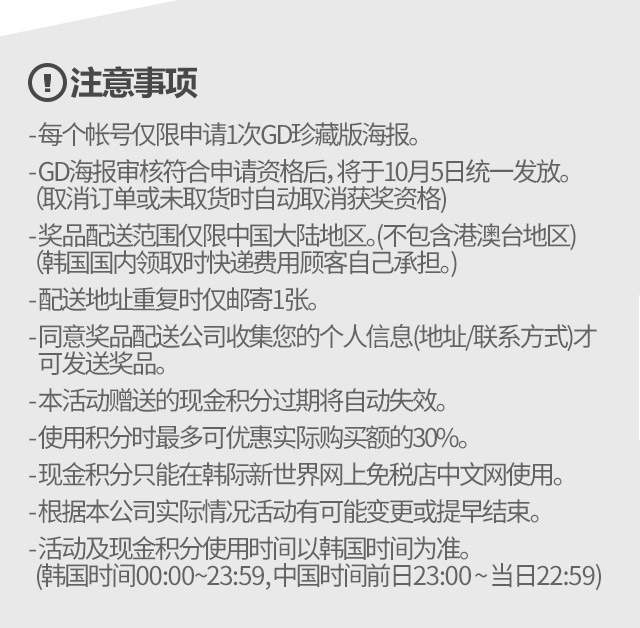 ! 注意事项
-每个帐号仅限申请1次GD珍藏版海报。
-GD海报审核符合申请资格后，将于10月5日统一发放。
(取消订单或未取货时自动取消获奖资格)
-奖品配送范围仅限中国大陆地区。(不包含港澳台地区)
(韩国国内领取时快递费用顾客自己承担。)
-配送地址重复时仅邮寄1张。
-同意奖品配送公司收集您的个人信息(地址/联系方式)才
可发送奖品。
-本活动赠送的现金积分过期将自动失效。
-使用积分时最多可优惠实际购买额的30%。
-现金积分只能在韩际新世界网上免税店中文网使用。
-根据本公司实际情况活动有可能变更或提早结束。
-活动及现金积分使用时间以韩国时间为准。
(韩国时间00:00~23:59, 中国时间前日23:00 ~ 当日22:59)